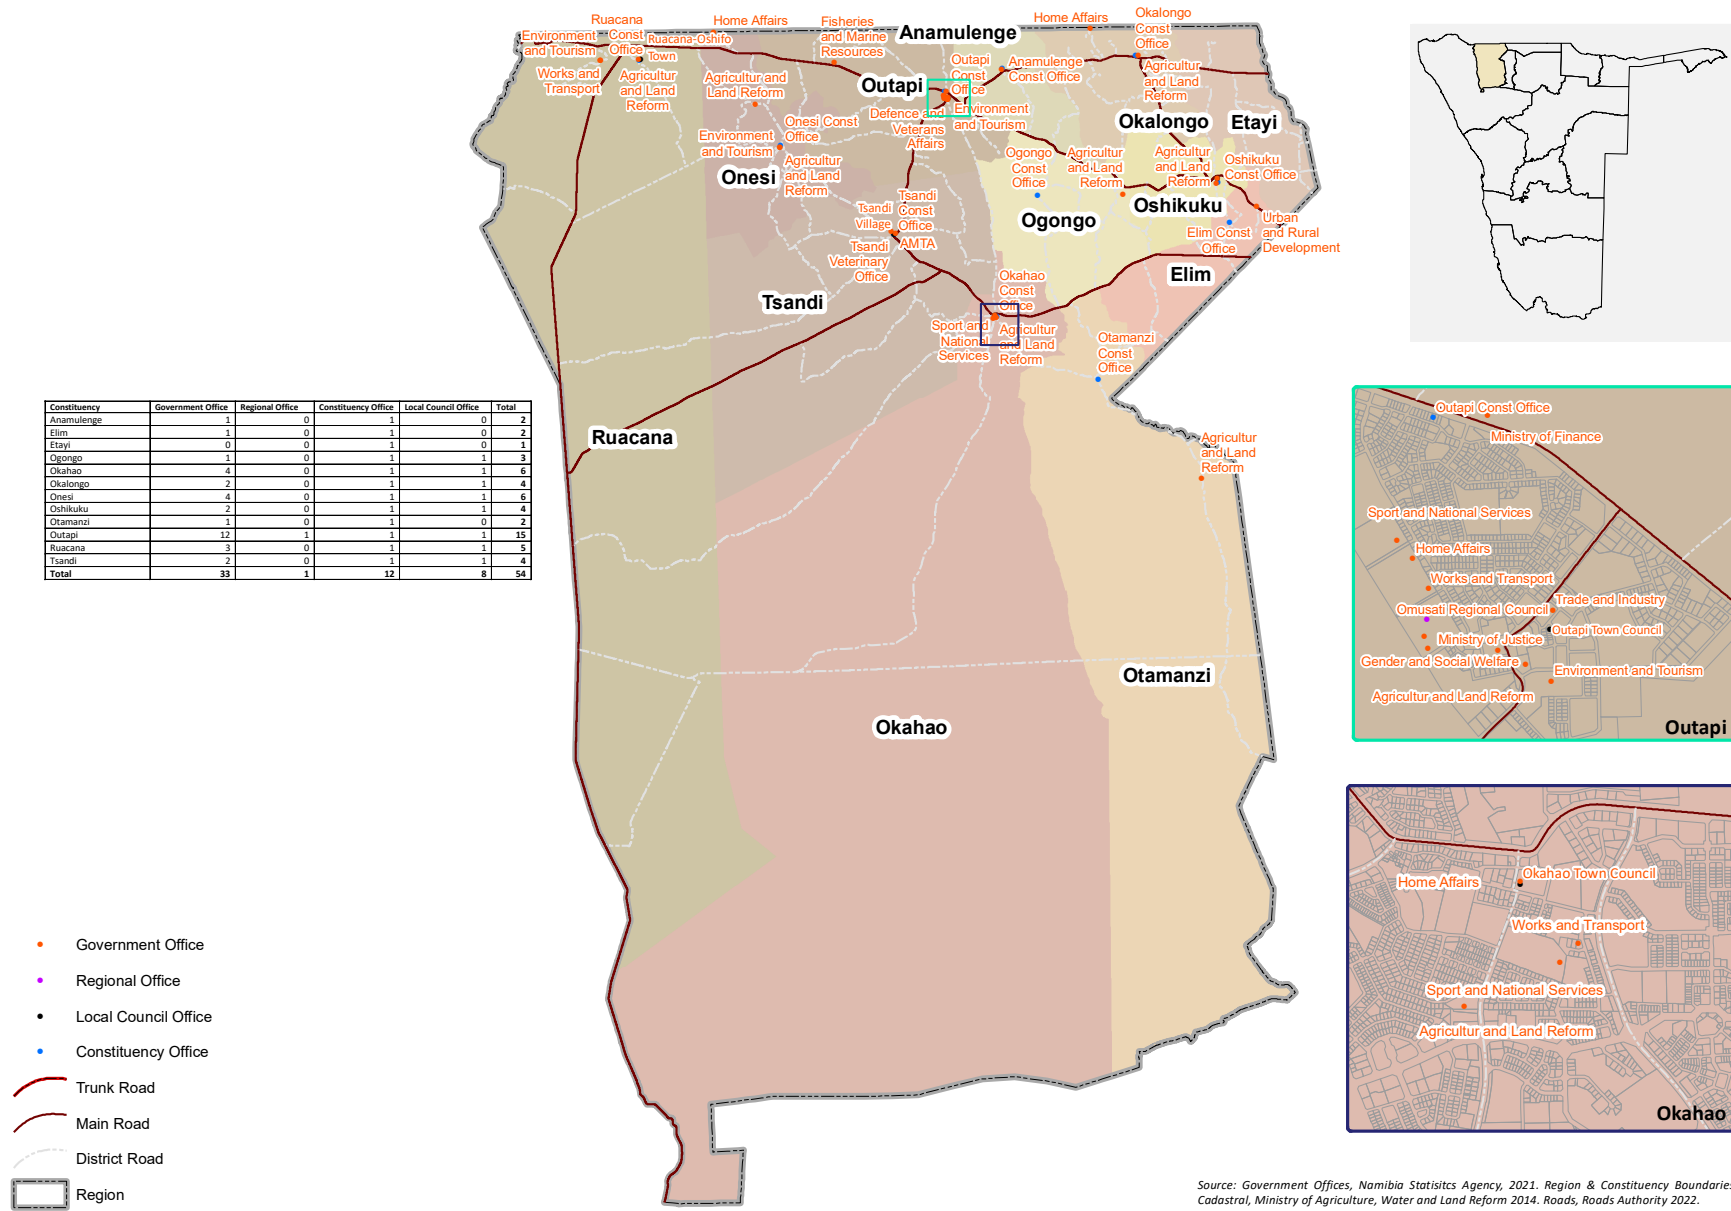 Ruacana
Const
Office
Home Affairs
Fisheries
and Marine
Resources
Anamulenge
Home Affairs
Okalongo
Const
Office
Environment
and Tourism
Ruacana-Oshifo
Town
Works and
Transport
Agricultur
and Land
Reform
Agricultur and
Land Reform
Outapi
Outapi
Const
Office
Anamulenge
Const Office
Agricultur
and Land
Reform
Defence and
Veterans
Affairs
Environment
and Tourism
Okalongo
Etayi
Onesi Const
Office
Environment
and Tourism
Agricultur
and Land
Reform
Onesi
Ogongo
Const
Office
Agricultur
and Land
Reform
Agricultur
and Land
Reform
Oshikuku
Const Office
Tsandi
Village
Tsandi
Const
Office
AMTA
Tsandi
Veterinary
Office
Ogongo
Oshikuku
Elim Const
Office
Urban
and Rural
Development
Elim
Tsandi
Okahao
Const
Office
Sport and
National
Services
Agricultur
and Land
Reform
Otamanzi
Const
Office
Ruacana
Agricultur
and Land
Reform
Otamanzi
Okahao
Constituency Government Office Regional Office Constituency Office Local Council Office Total
Anamulenge 1 0 1 0 2
Elim 1 0 1 0 2
Etayi 0 0 1 0 1
Ogongo 1 0 1 1 3
Okahao 4 0 1 1 6
Okalongo 2 0 1 1 4
Onesi 4 0 1 1 6
Oshikuku 2 0 1 1 4
Otamanzi 1 0 1 0 2
Outapi 12 1 1 1 15
Ruacana 3 0 1 1 5
Tsandi 2 0 1 1 4
Total 33 1 12 8 54
Government Office
Regional Office
Local Council Office
Constituency Office
Trunk Road
Main Road
District Road
Region
Outapi Const Office
Ministry of Finance
Sport and National Services
Home Affairs
Works and Transport
Trade and Industry
Omusati Regional Council
Outapi Town Council
Ministry of Justice
Gender and Social Welfare
Environment and Tourism
Agricultur and Land Reform
Outapi
Okahao Town Council
Home Affairs
Works and Transport
Sport and National Services
Agricultur and Land Reform
Okahao
Source: Government Offices, Namibia Statisitcs Agency, 2021. Region & Constituency Boundaries
Cadastral, Ministry of Agriculture, Water and Land Reform 2014. Roads, Roads Authority 2022.